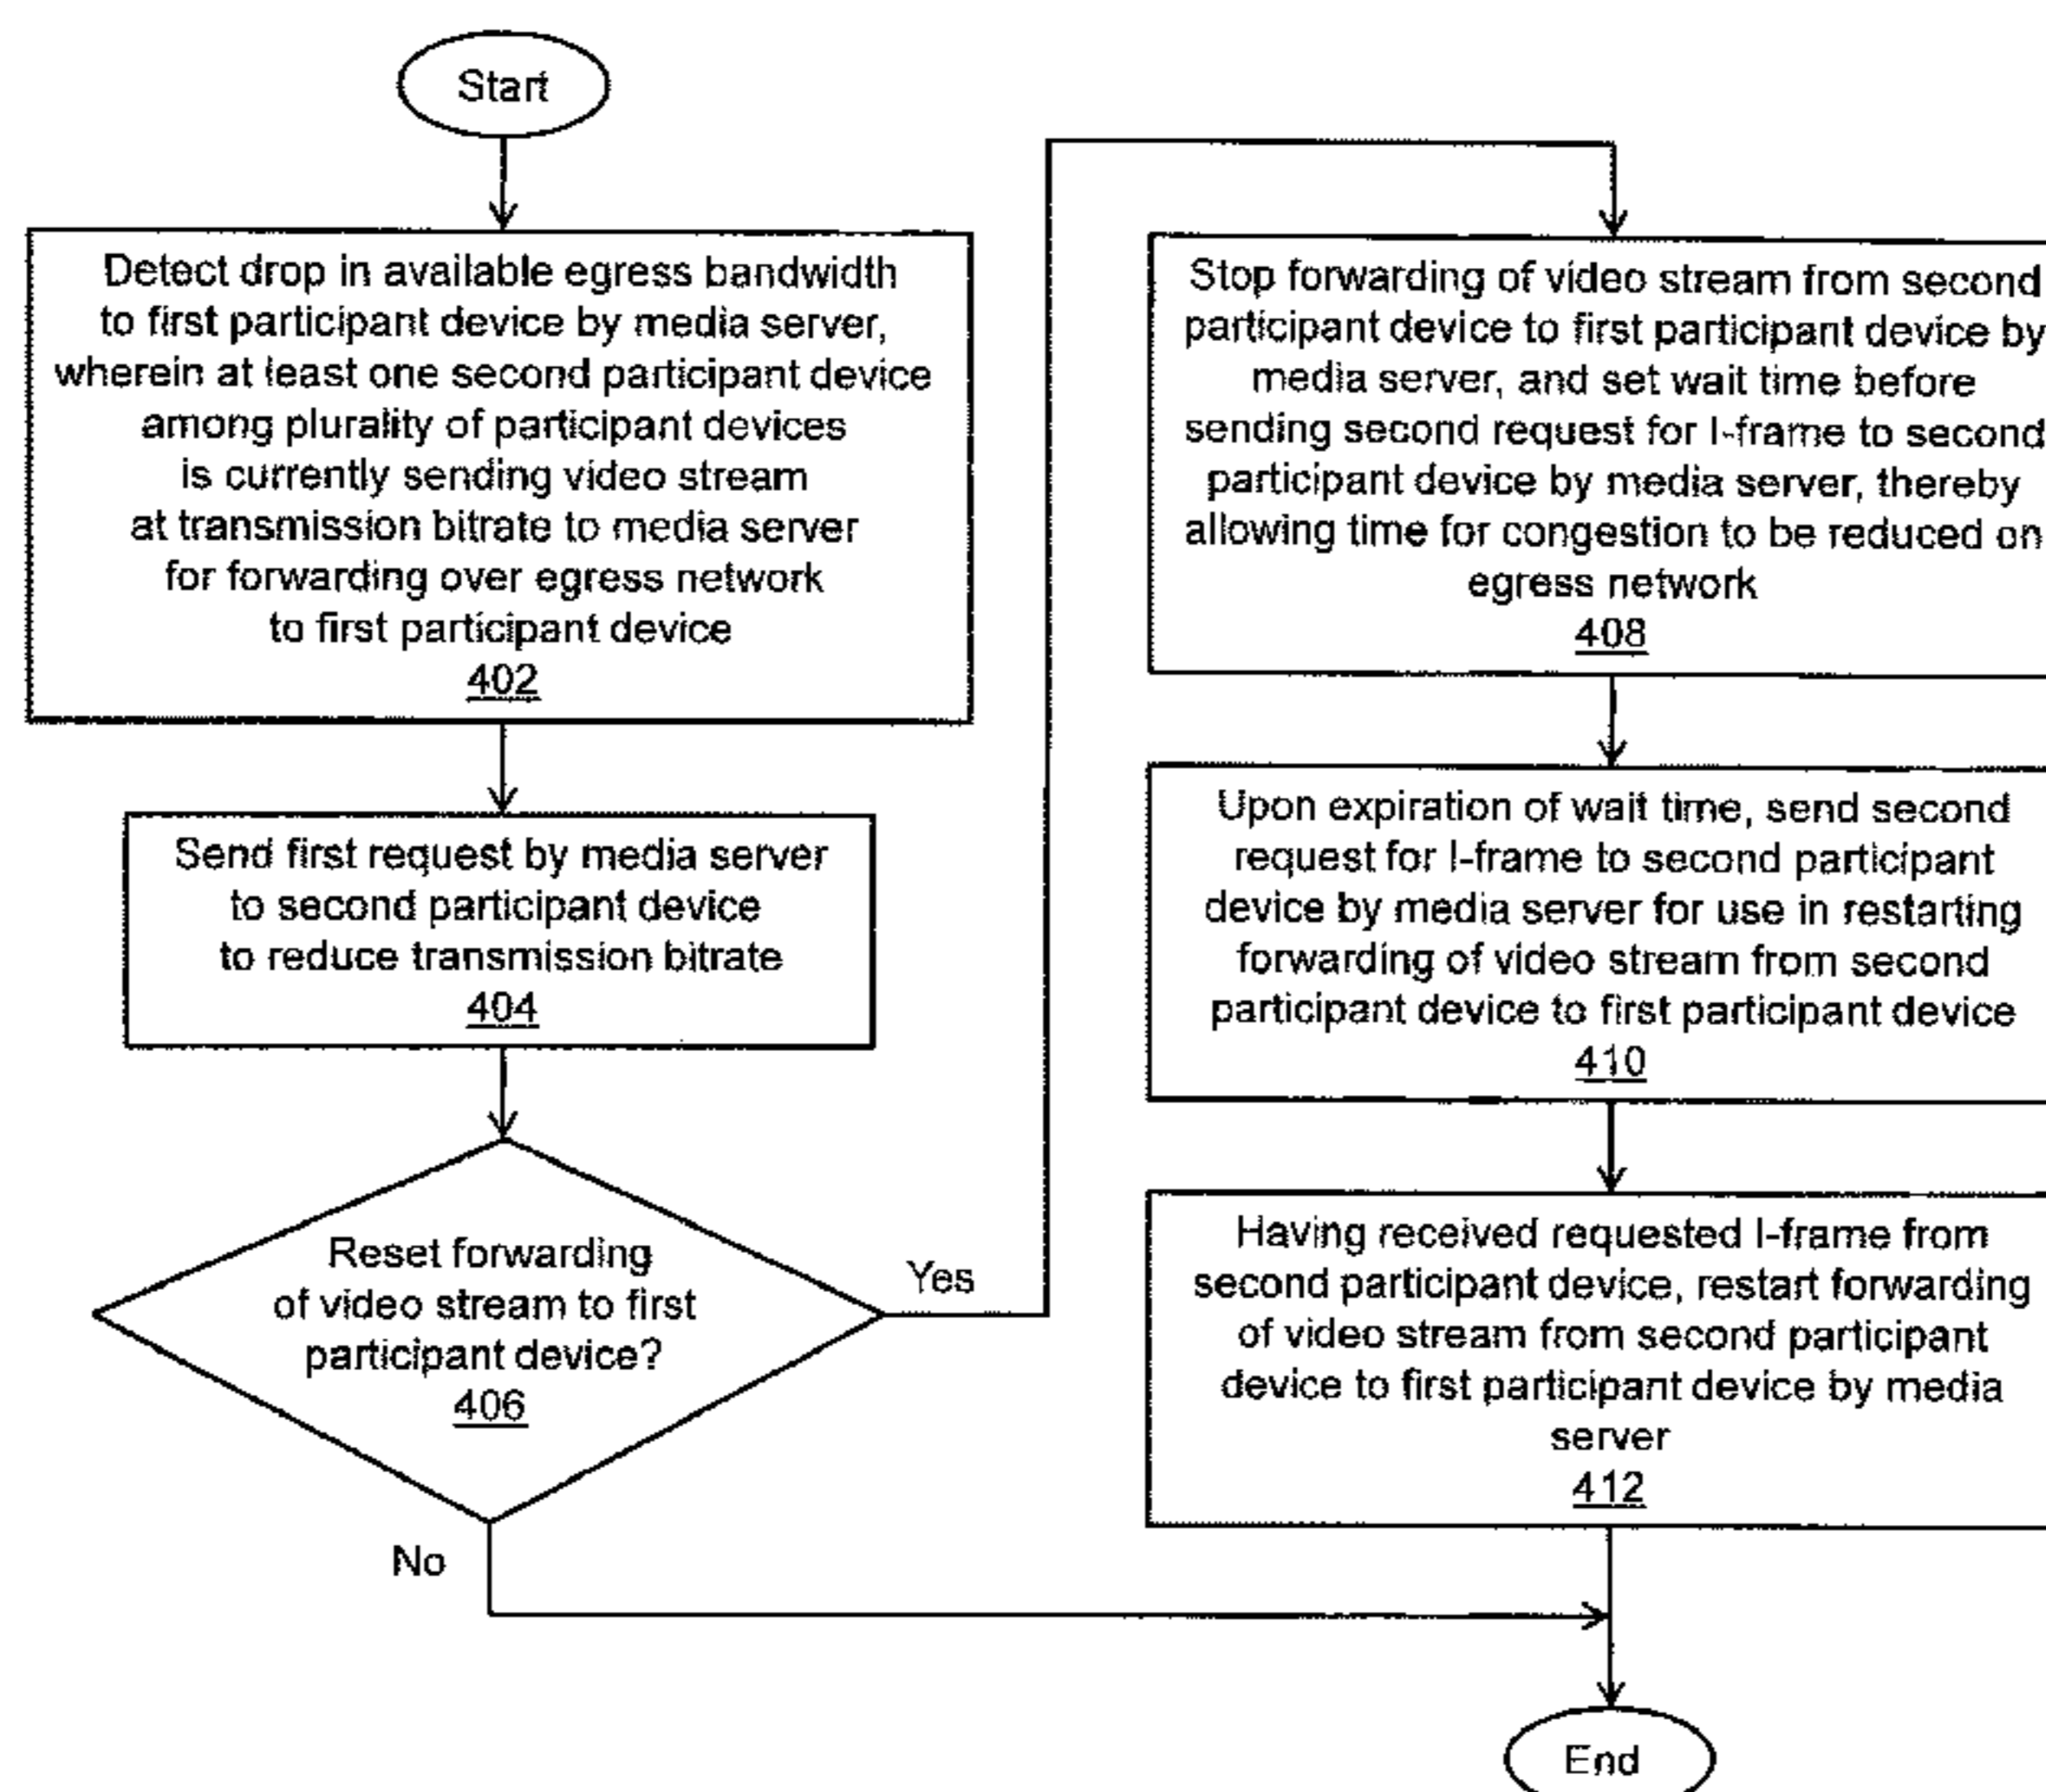 Start
Detect drop in available egress bandwidth
to first participant device by media server,
wherein at least one second participant device
among plurality of participant devices
is currently sending video stream
at transmission bitrate to media server
for forwarding over egress network
to first participant device
402
Send first request by media server
to second participant device
to reduce transmission bitrate
404
Reset forwarding
of video stream to first
participant device?
406
Yes
No
Stop forwarding of video stream from second
participant device to first participant device by
media server, and set wait time before
sending second request for I-frame to second
participant device by media server, thereby
allowing time for congestion to be reduced on
egress network
408
Upon expiration of wait time, send second
request for I-frame to second participant
device by media server for use in restarting
forwarding of video stream from second
participant device to first participant device
410
Having received requested I-frame from
second participant device, restart forwarding
of video stream from second participant
device to first participant device by media
server
412
End